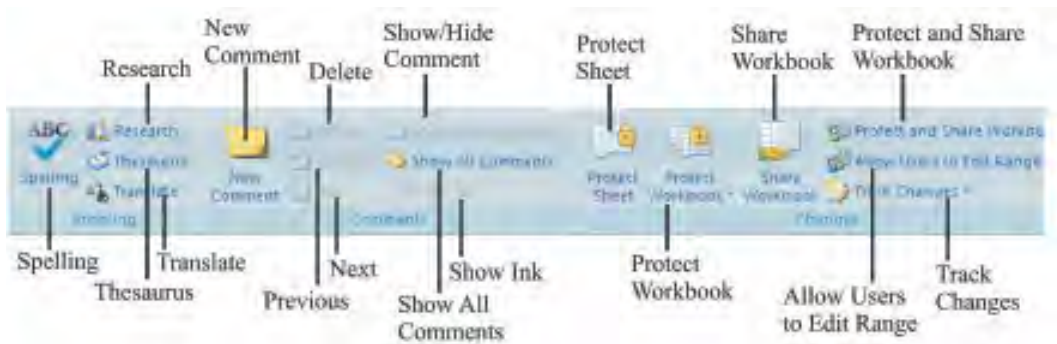 New
Comment
Research
Delete
Show/Hide
Comment
Protect
Sheet
Share
Workbook
Protect and Share
Workbook
ABC
Spelling
Research
Thesaurus
Translate
Proofing
New
Comment
Show All Comments
Comments
Protect
Sheet
Protect
Workbook
Share
Workbook
Protect and Share Workbo
Allow Users to Edit Range
Track Changes
Changes
Spelling
Thesaurus
Translate
Previous
Next
Show All
Comments
Show Ink
Protect
Workbook
Allow Users
to Edit Range
Track
Changes